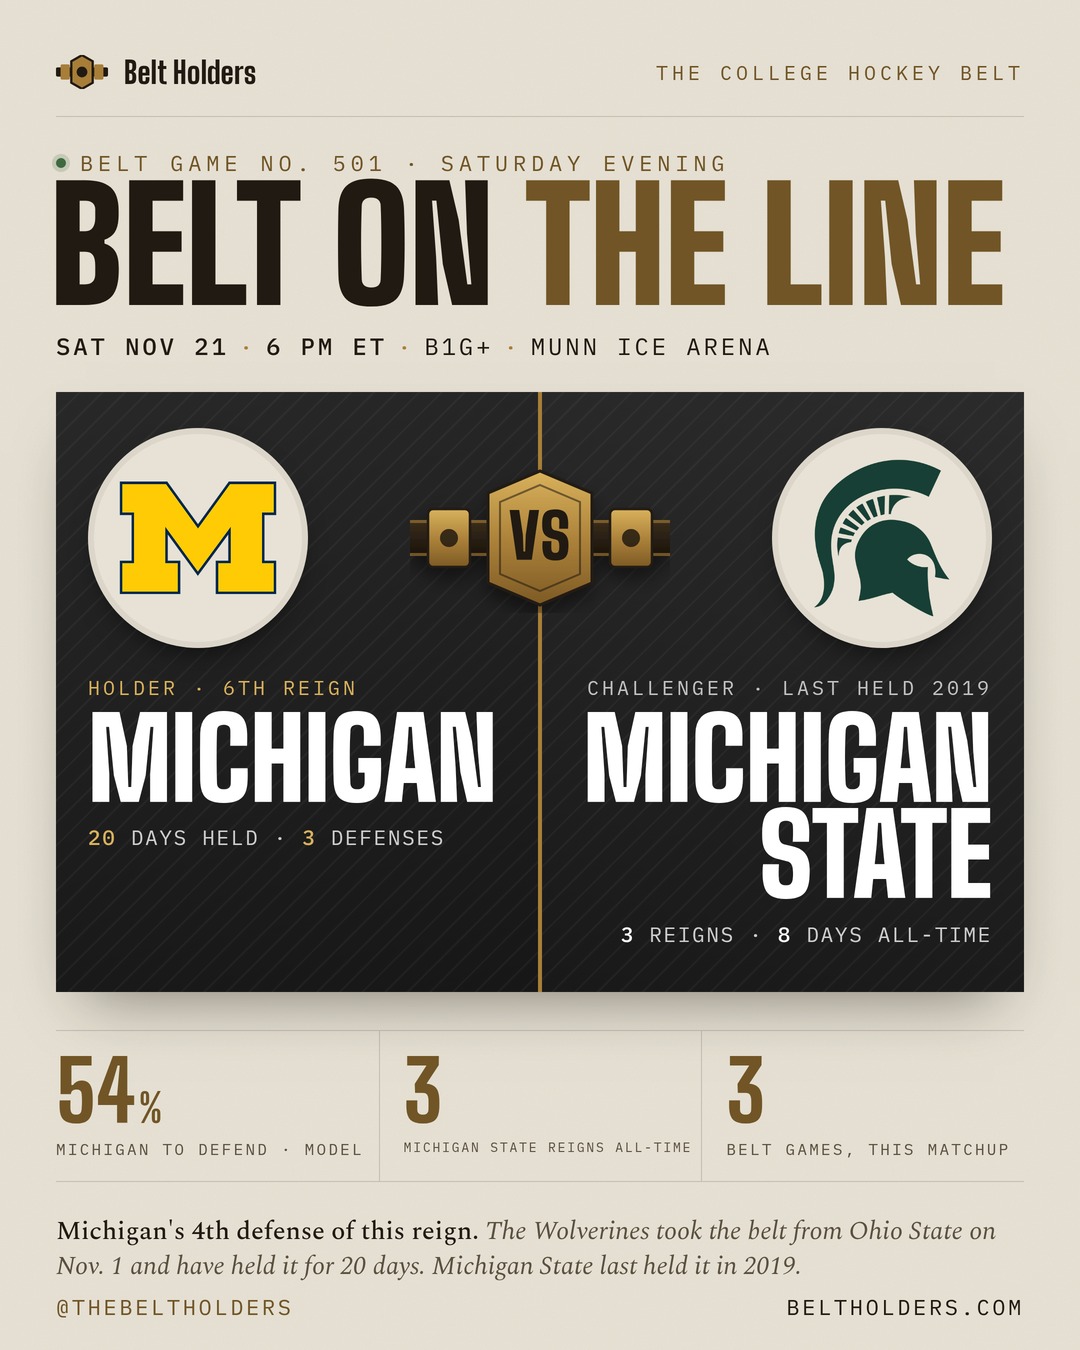 Belt Holders
THE COLLEGE HOCKEY BELT
BELT GAME NO. 501 · SATURDAY EVENING
BELT ON THE LINE
SAT NOV 21 · 6 PM ET · B1G+ · MUNN ICE ARENA
M
VS
HOLDER · 6TH REIGN
MICHIGAN
20 DAYS HELD · 3 DEFENSES
CHALLENGER · LAST HELD 2019
MICHIGAN
STATE
3 REIGNS · 8 DAYS ALL-TIME
54%
MICHIGAN TO DEFEND · MODEL
3
MICHIGAN STATE REIGNS ALL-TIME
3
BELT GAMES, THIS MATCHUP
Michigan's 4th defense of this reign. The Wolverines took the belt from Ohio State on
Nov. 1 and have held it for 20 days. Michigan State last held it in 2019.
@THEBELTHOLDERS
BELTHOLDERS.COM